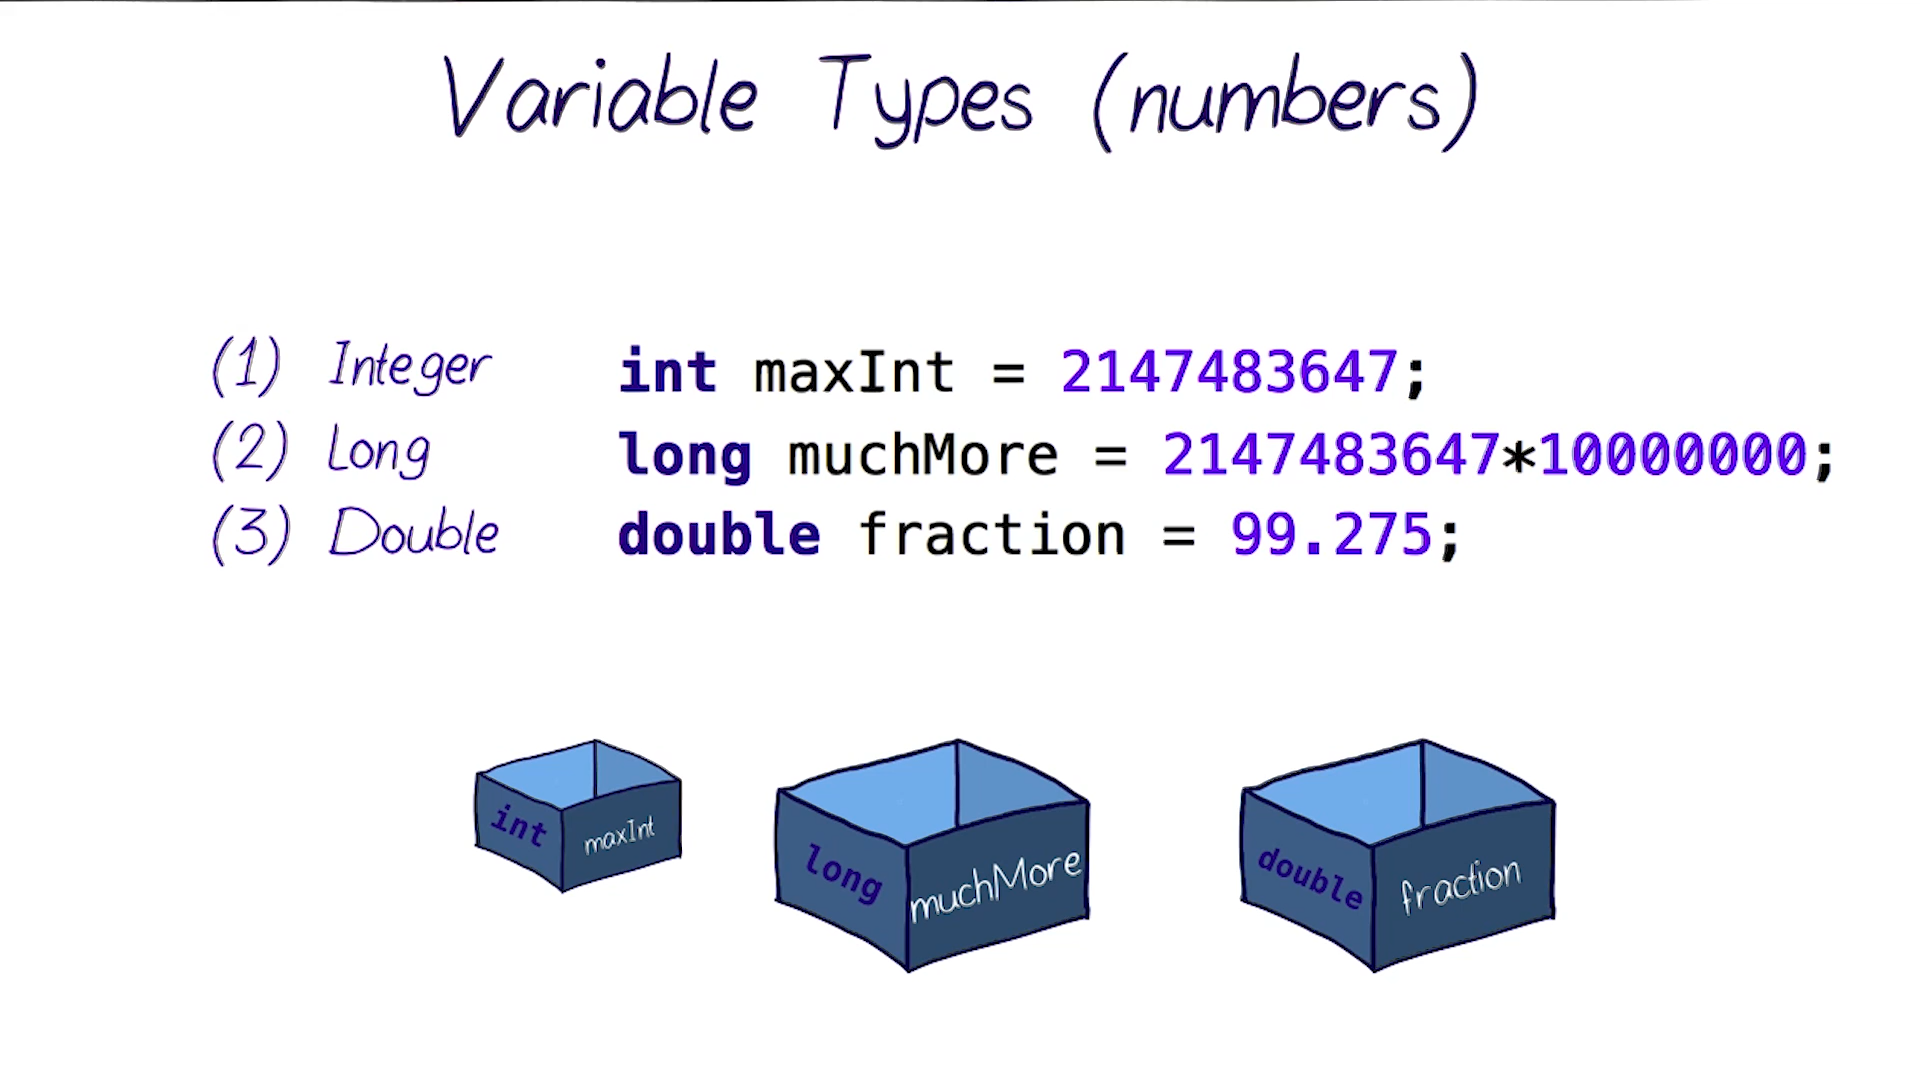 Variable Types (numbers)
(1) Integer int maxInt = 2147483647;
(2) Long long muchMore = 2147483647*10000000;
(3) Double double fraction = 99.275;
int maxInt
long muchMore
double fraction